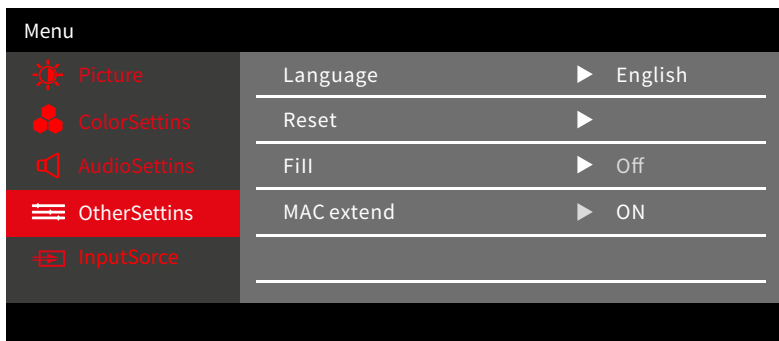 Menu
Picture
ColorSettins
AudioSettins
OtherSettins
InputSorce
Language ▶ English
Reset ▶
Fill ▶ Off
MAC extend ▶ ON